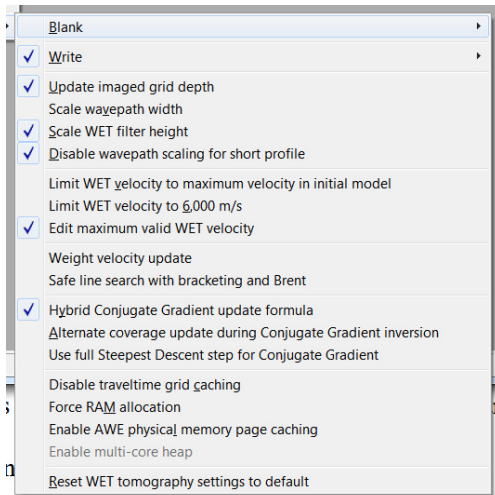 Blank
Write
Update imaged grid depth
Scale wavepath width
Scale WET filter height
Disable wavepath scaling for short profile
Limit WET velocity to maximum velocity in initial model
Limit WET velocity to 6,000 m/s
Edit maximum valid WET velocity
Weight velocity update
Safe line search with bracketing and Brent
Hybrid Conjugate Gradient update formula
Alternate coverage update during Conjugate Gradient inversion
Use full Steepest Descent step for Conjugate Gradient
Disable traveltime grid caching
Force RAM allocation
Enable AWE physical memory page caching
Enable multi-core heap
Reset WET tomography settings to default